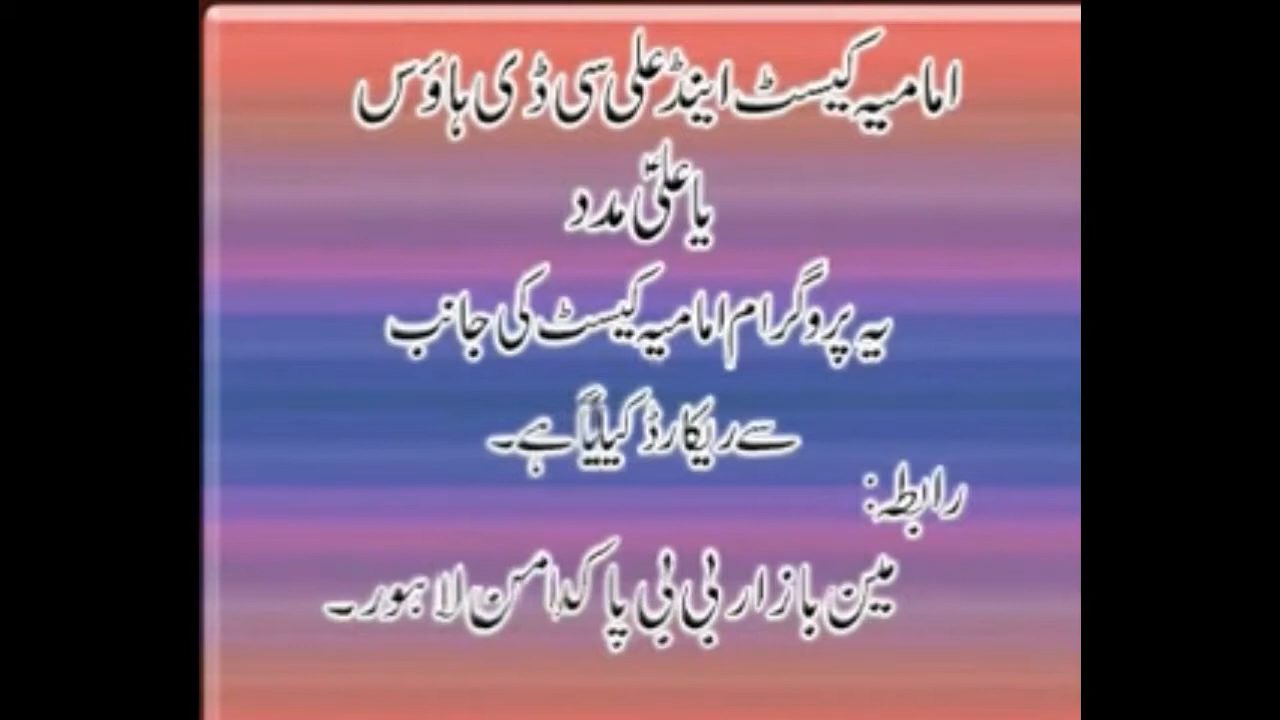 امامیہ کیسٹ اینڈ علی سی ڈی ہاؤس
یا علیؑ مدد
یہ پروگرام امامیہ کیسٹ کی جانب
سے ریکارڈ کیا گیا ہے۔
رابطہ:
مین بازار بی بی پاکدامن لاہور۔